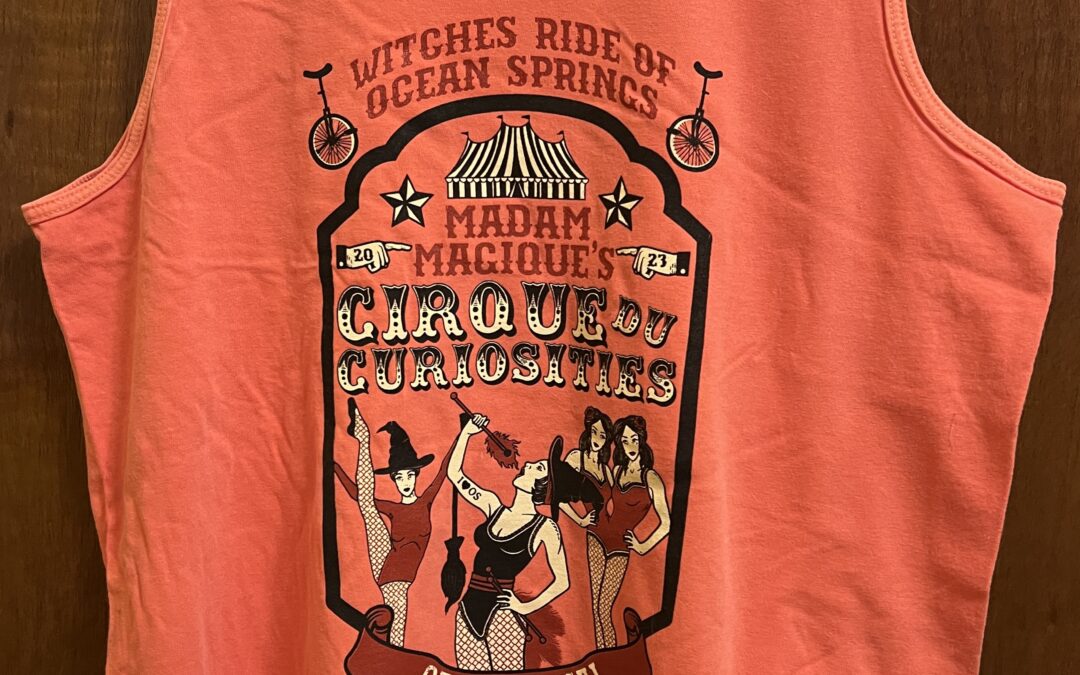 WITCHES RIDE OF
OCEAN SPRINGS
MADAM
20 MAGIQUE'S 23
CIRQUE DU
CURIOSITIES
OS